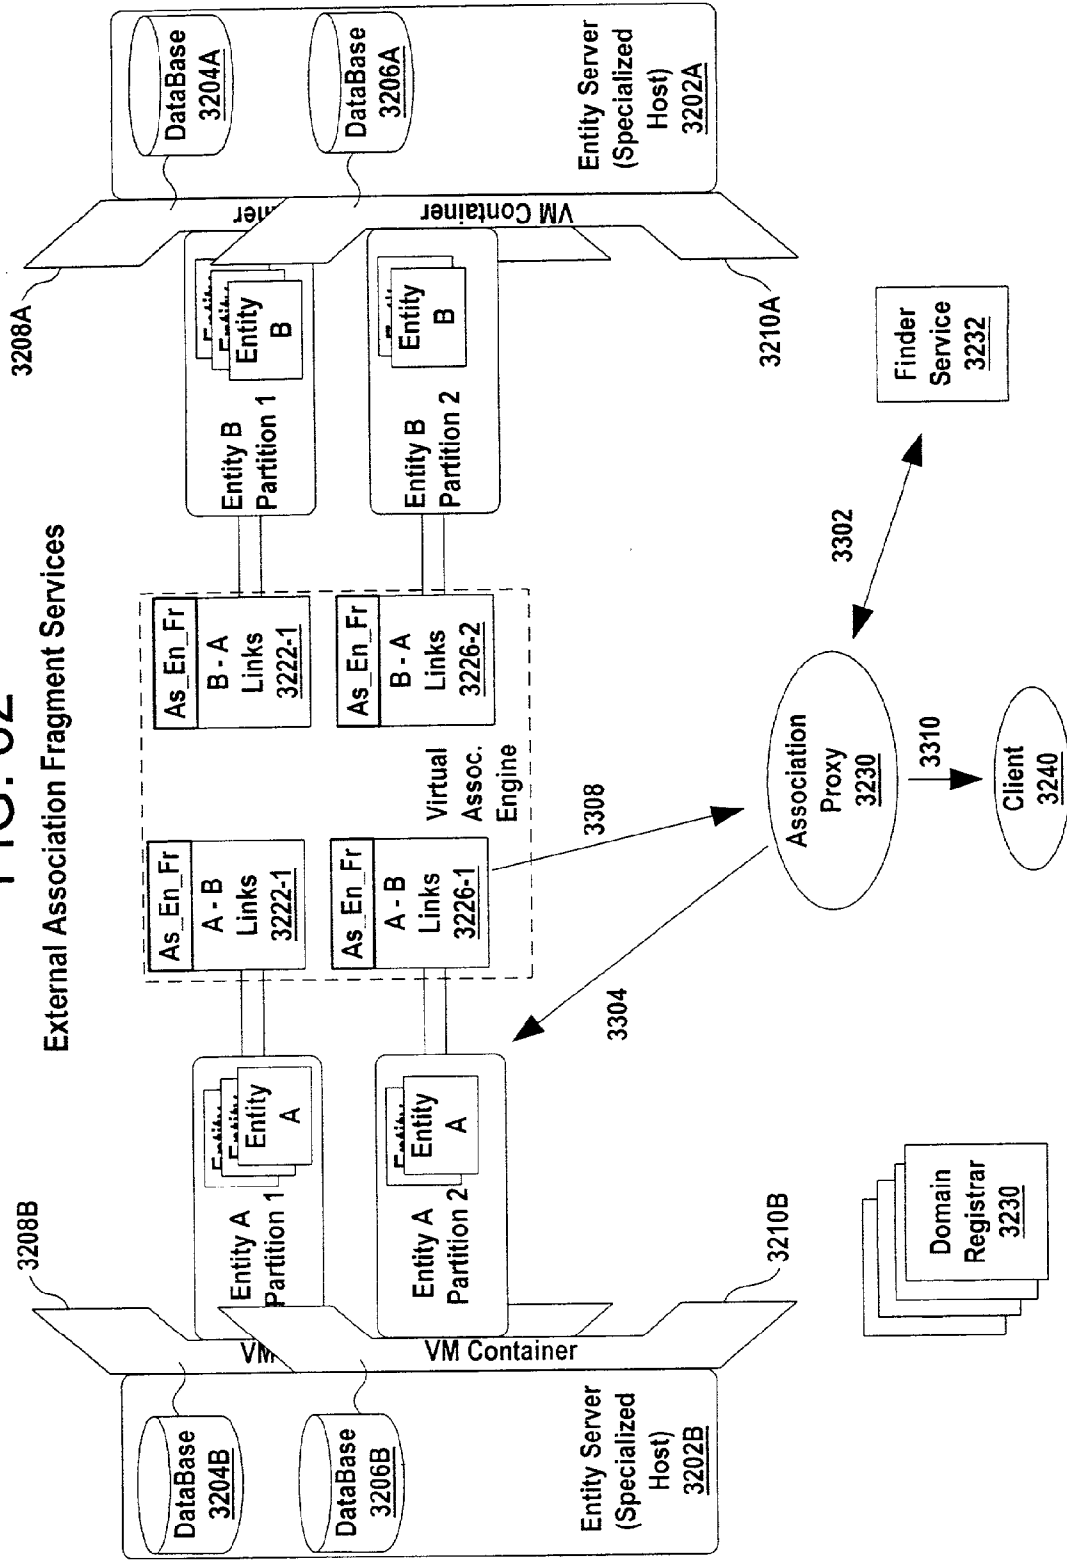 FIG. 32
External Association Fragment Services
3208B
3208A
DataBase
3204B
DataBase
3206B
Entity Server
(Specialized
Host)
3202B
VM
VM Container
3210B
Entity A
Partition 1
Entity
A
Entity A
Partition 2
Entity
A
As_En_Fr
A - B
Links
3222-1
As_En_Fr
A - B
Links
3226-1
Virtual
Assoc.
Engine
As_En_Fr
B - A
Links
3222-1
As_En_Fr
B - A
Links
3226-2
Entity B
Partition 1
Entity
B
Entity B
Partition 2
Entity
B
VM Container
3210A
DataBase
3204A
DataBase
3206A
Entity Server
(Specialized
Host)
3202A
3304
3308
3302
Domain
Registrar
3230
Association
Proxy
3230
3310
Client
3240
Finder
Service
3232